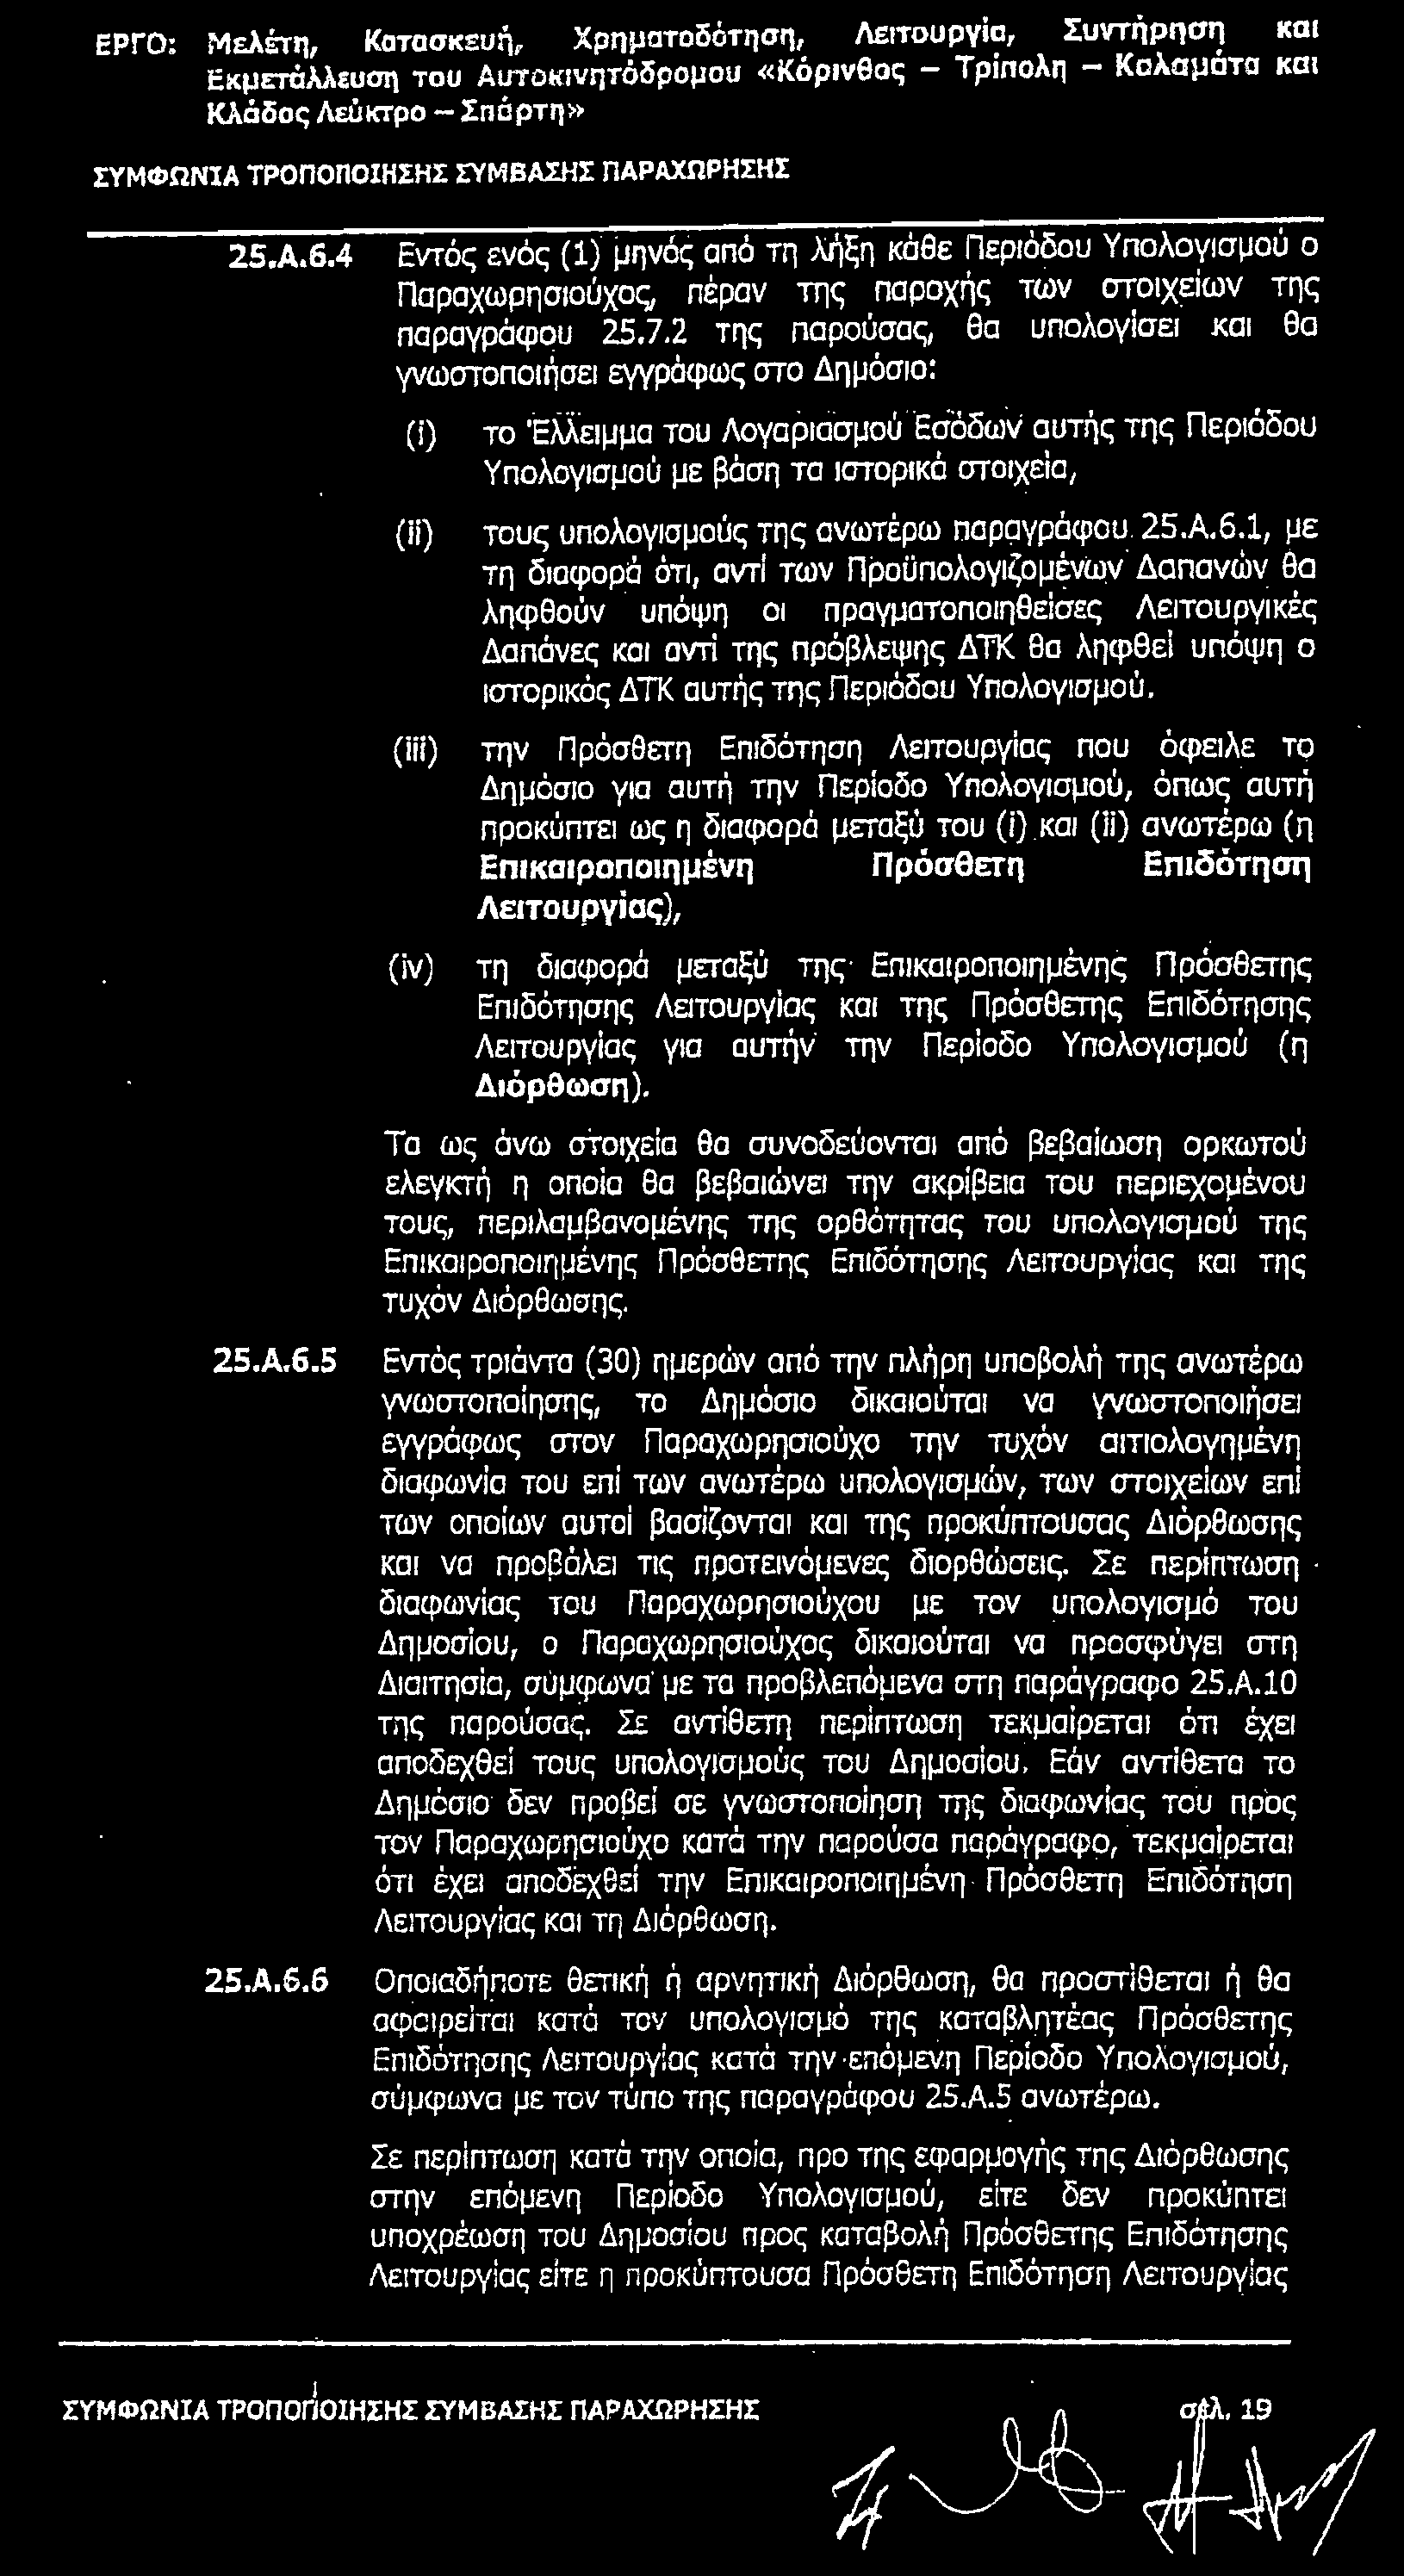 ΕΡΓΟ: Μελέτη, Κατασκευή, Χρηματοδότηση, Λειτουργία, Συντήρηση και
Εκμετάλλευση του Αυτοκινητόδρομου «Κόρινθος – Τρίπολη – Καλαμάτα και
Κλάδος Λεύκτρο – Σπάρτη»
ΣΥΜΦΩΝΙΑ ΤΡΟΠΟΠΟΙΗΣΗΣ ΣΥΜΒΑΣΗΣ ΠΑΡΑΧΩΡΗΣΗΣ
25.Α.6.4 Εντός ενός (1) μηνός από τη λήξη κάθε Περιόδου Υπολογισμού ο
Παραχωρησιούχος, πέραν της παροχής των στοιχείων της
παραγράφου 25.7.2 της παρούσας, θα υπολογίσει και θα
γνωστοποιήσει εγγράφως στο Δημόσιο:
(i) το Έλλειμμα του Λογαριασμού Εσόδων αυτής της Περιόδου
Υπολογισμού με βάση τα ιστορικά στοιχεία,
(ii) τους υπολογισμούς της ανωτέρω παραγράφου 25.Α.6.1, με
τη διαφορά ότι, αντί των Προϋπολογιζομένων Δαπανών θα
ληφθούν υπόψη οι πραγματοποιηθείσες Λειτουργικές
Δαπάνες και αντί της πρόβλεψης ΔΤΚ θα ληφθεί υπόψη ο
ιστορικός ΔΤΚ αυτής της Περιόδου Υπολογισμού.
(iii) την Πρόσθετη Επιδότηση Λειτουργίας που όφειλε το
Δημόσιο για αυτή την Περίοδο Υπολογισμού, όπως αυτή
προκύπτει ως η διαφορά μεταξύ του (i) και (ii) ανωτέρω (η
Επικαιροποιημένη Πρόσθετη Επιδότηση
Λειτουργίας),
(iv) τη διαφορά μεταξύ της Επικαιροποιημένης Πρόσθετης
Επιδότησης Λειτουργίας και της Πρόσθετης Επιδότησης
Λειτουργίας για αυτήν την Περίοδο Υπολογισμού (η
Διόρθωση).
Τα ως άνω στοιχεία θα συνοδεύονται από βεβαίωση ορκωτού
ελεγκτή η οποία θα βεβαιώνει την ακρίβεια του περιεχομένου
τους, περιλαμβανομένης της ορθότητας του υπολογισμού της
Επικαιροποιημένης Πρόσθετης Επιδότησης Λειτουργίας και της
τυχόν Διόρθωσης.
25.Α.6.5 Εντός τριάντα (30) ημερών από την πλήρη υποβολή της ανωτέρω
γνωστοποίησης, το Δημόσιο δικαιούται να γνωστοποιήσει
εγγράφως στον Παραχωρησιούχο την τυχόν αιτιολογημένη
διαφωνία του επί των ανωτέρω υπολογισμών, των στοιχείων επί
των οποίων αυτοί βασίζονται και της προκύπτουσας Διόρθωσης
και να προβάλει τις προτεινόμενες διορθώσεις. Σε περίπτωση
διαφωνίας του Παραχωρησιούχου με τον υπολογισμό του
Δημοσίου, ο Παραχωρησιούχος δικαιούται να προσφύγει στη
Διαιτησία, σύμφωνα με τα προβλεπόμενα στη παράγραφο 25.Α.10
της παρούσας. Σε αντίθετη περίπτωση τεκμαίρεται ότι έχει
αποδεχθεί τους υπολογισμούς του Δημοσίου. Εάν αντίθετα το
Δημόσιο δεν προβεί σε γνωστοποίηση της διαφωνίας του προς
τον Παραχωρησιούχο κατά την παρούσα παράγραφο, τεκμαίρεται
ότι έχει αποδεχθεί την Επικαιροποιημένη Πρόσθετη Επιδότηση
Λειτουργίας και τη Διόρθωση.
25.Α.6.6 Οποιαδήποτε θετική ή αρνητική Διόρθωση, θα προστίθεται ή θα
αφαιρείται κατά τον υπολογισμό της καταβλητέας Πρόσθετης
Επιδότησης Λειτουργίας κατά την επόμενη Περίοδο Υπολογισμού,
σύμφωνα με τον τύπο της παραγράφου 25.Α.5 ανωτέρω.
Σε περίπτωση κατά την οποία, προ της εφαρμογής της Διόρθωσης
στην επόμενη Περίοδο Υπολογισμού, είτε δεν προκύπτει
υποχρέωση του Δημοσίου προς καταβολή Πρόσθετης Επιδότησης
Λειτουργίας είτε η προκύπτουσα Πρόσθετη Επιδότηση Λειτουργίας
ΣΥΜΦΩΝΙΑ ΤΡΟΠΟΠΟΙΗΣΗΣ ΣΥΜΒΑΣΗΣ ΠΑΡΑΧΩΡΗΣΗΣ σελ. 19